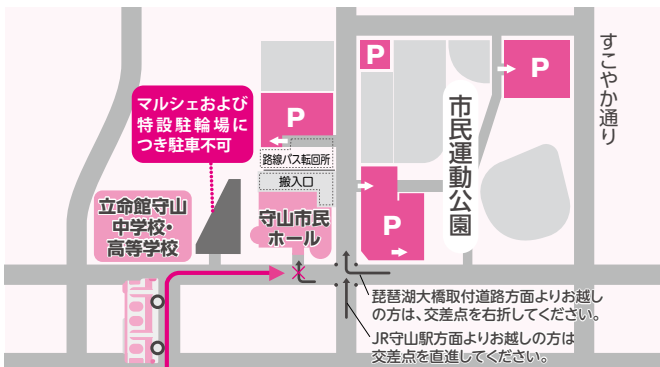 P
P
すこやか通り
マルシェおよび
特設駐輪場に
つき駐車不可
P
市民運動公園
路線バス転回所
搬入口
立命館守山
中学校・
高等学校
守山市民
ホール
P
琵琶湖大橋取付道路方面よりお越し
の方は、交差点を右折してください。
JR守山駅方面よりお越しの方は
交差点を直進してください。